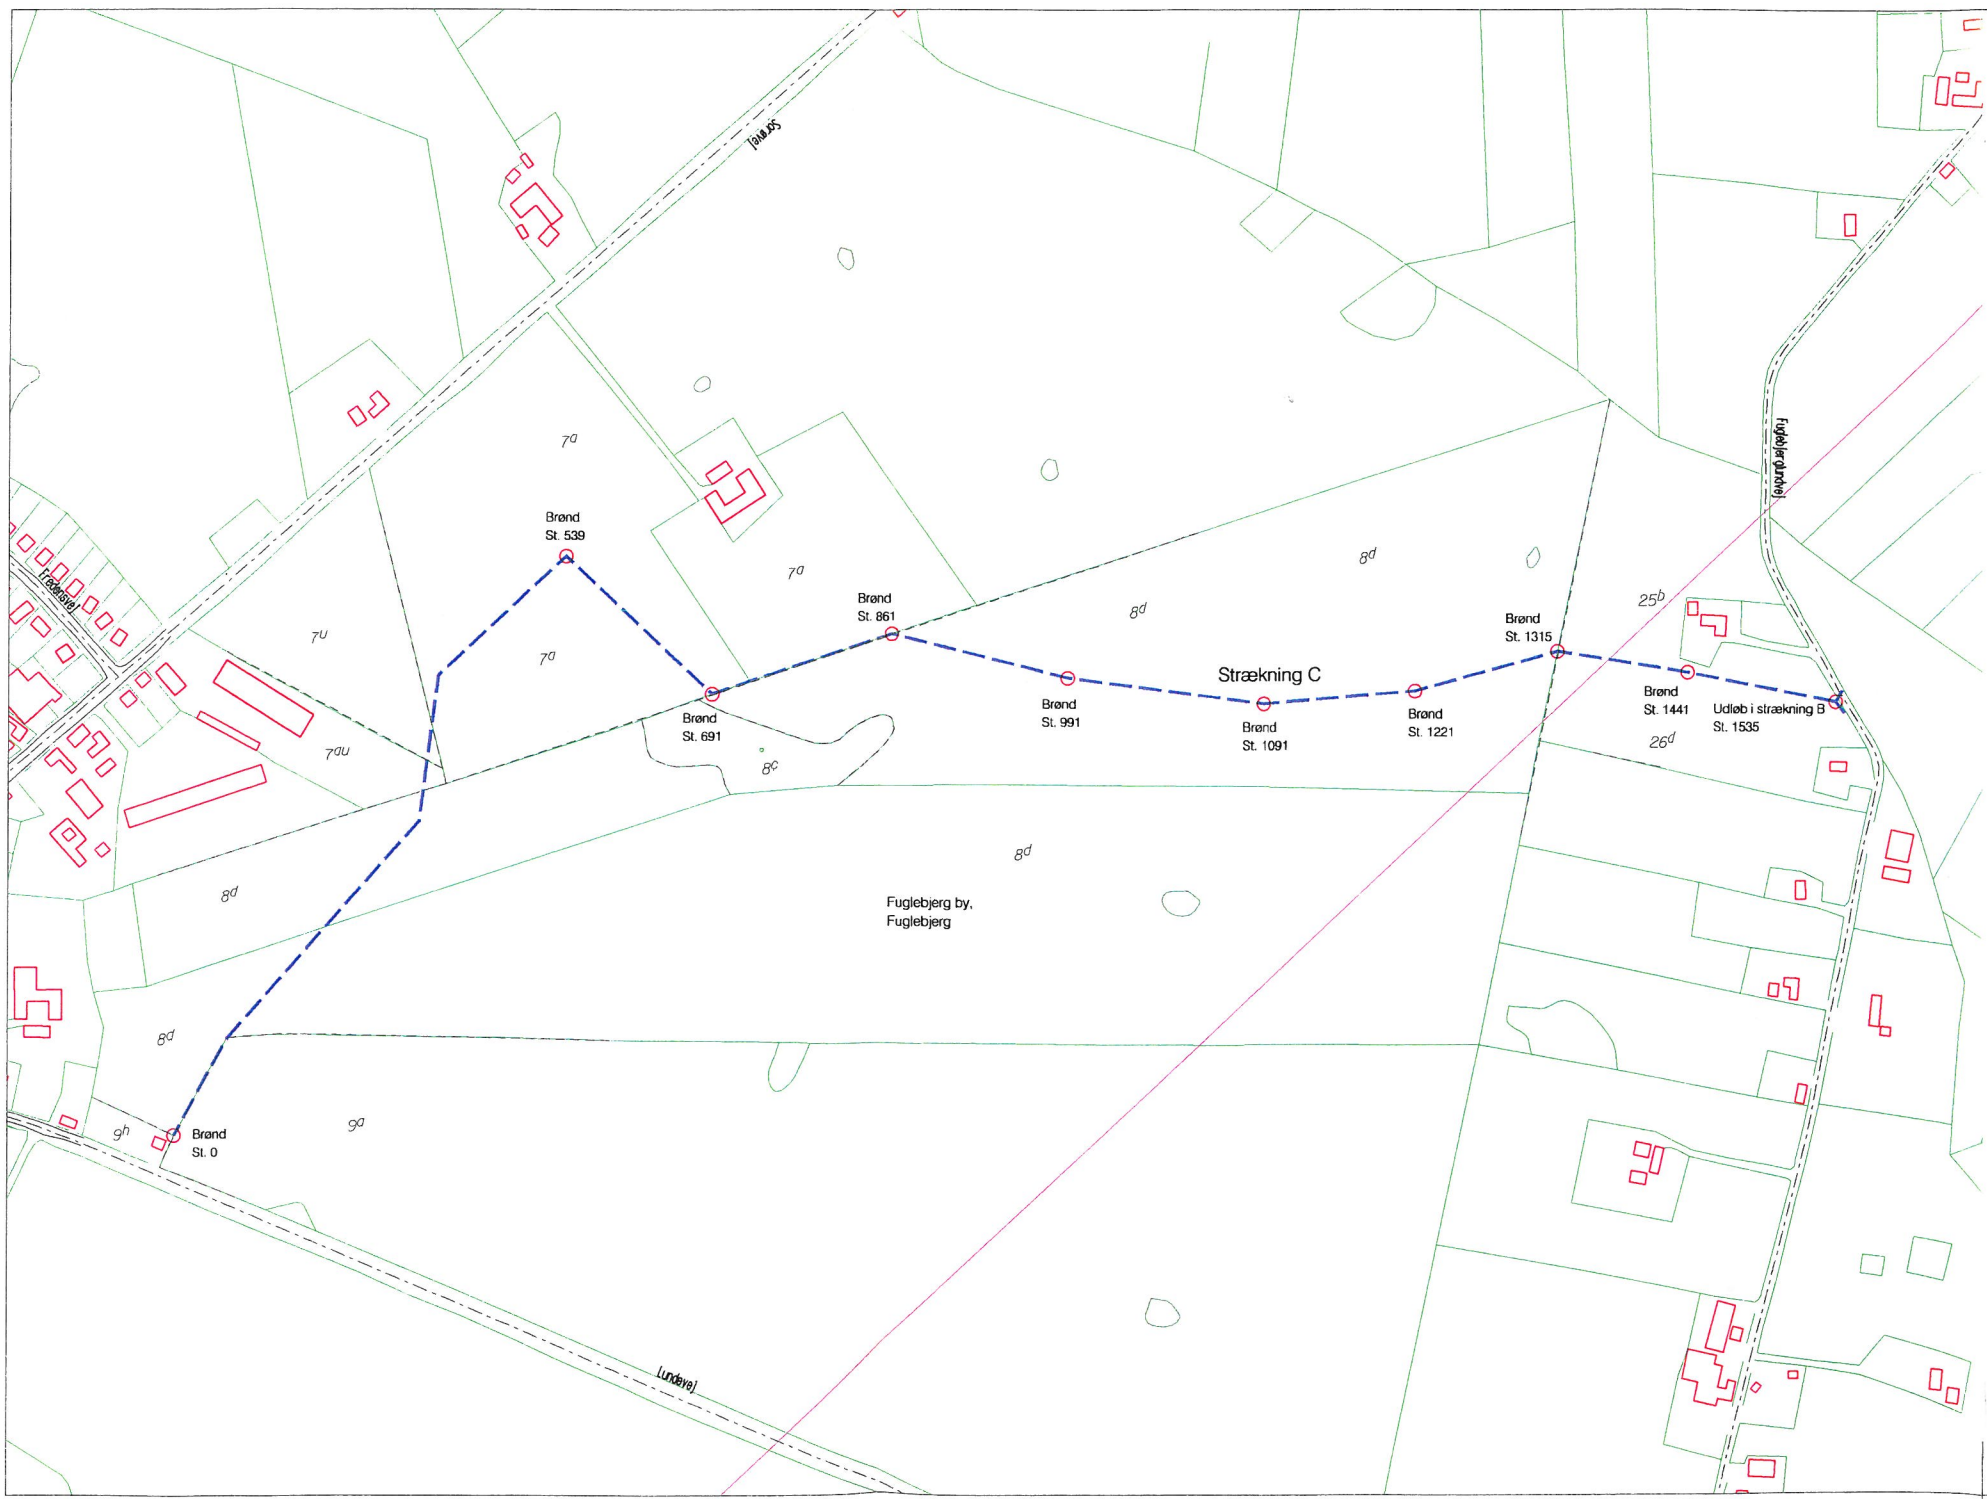 Sorøvej
7a
Brønd
St. 539
Fuglebjerglundvej
Fredensvej
7u
7a
7a
Brønd
St. 861
8d
8d
Brønd
St. 1315
25b
Strækning C
Brønd
St. 691
Brønd
St. 991
Brønd
St. 1091
Brønd
St. 1221
Brønd
St. 1441
Udløb i strækning B
St. 1535
26d
7au
8c
8d
8d
Fuglebjerg by,
Fuglebjerg
8d
9h
Brønd
St. 0
9a
Lundevej